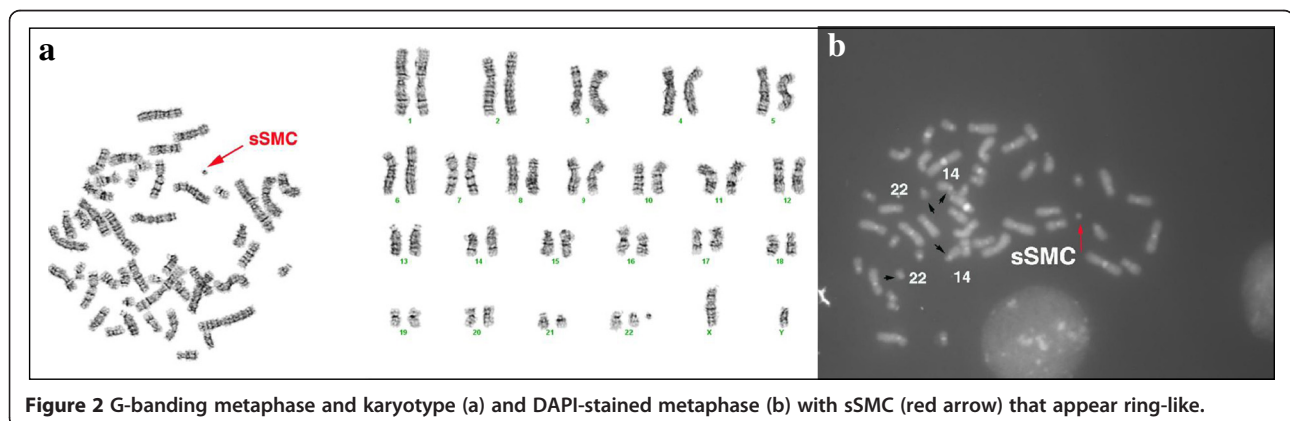 a
sSMC
1 2 3 4 5
6 7 8 9 10 11 12
13 14 15 16 17 18
19 20 21 22 X Y
b
14
22
sSMC
22
14
Figure 2 G-banding metaphase and karyotype (a) and DAPI-stained metaphase (b) with sSMC (red arrow) that appear ring-like.